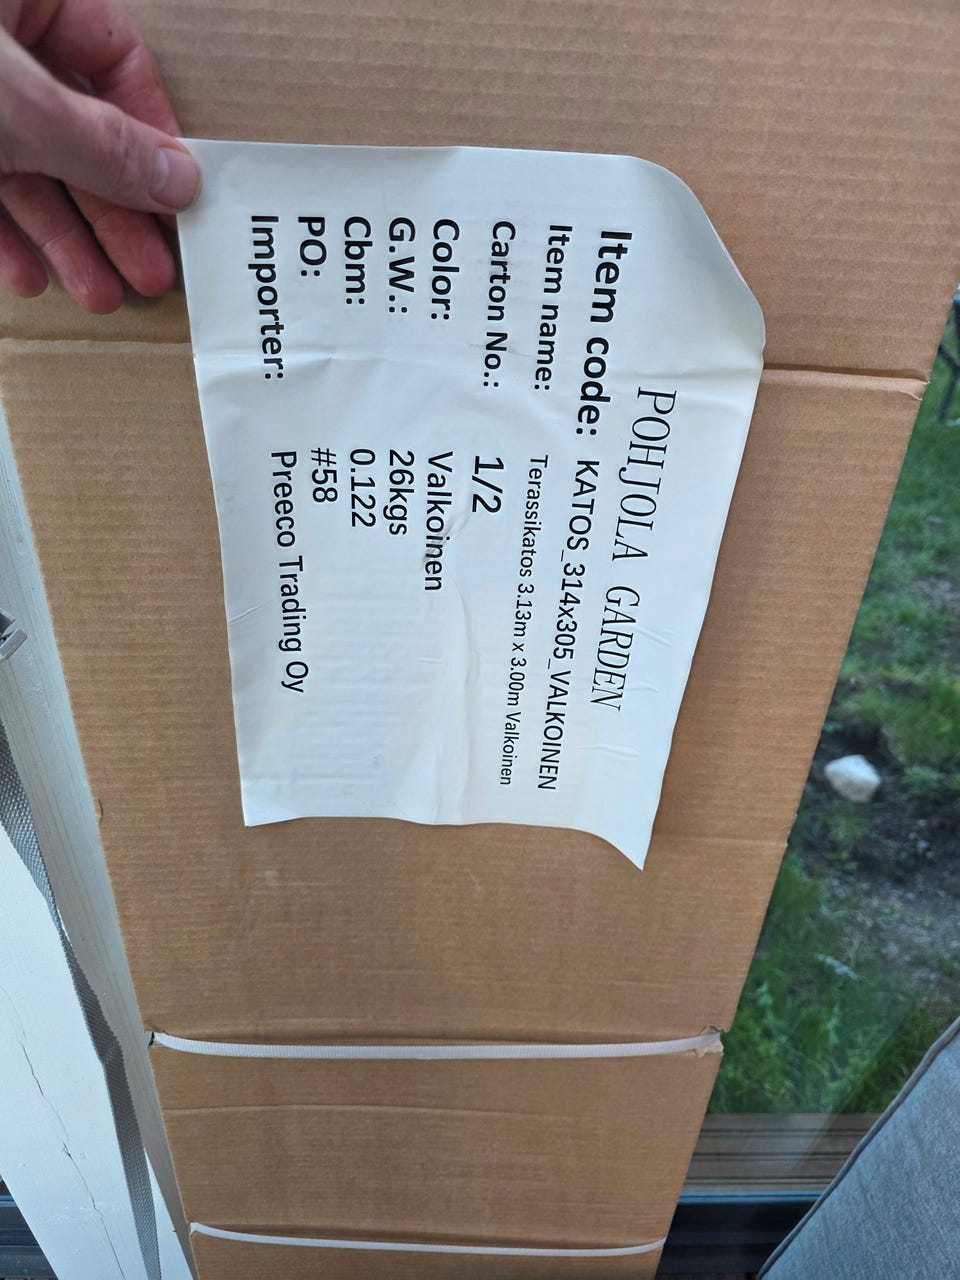 POHJOLA GARDEN
Item code: KATOS_314x305_VALKOINEN
Item name: Terassikatos 3.13m x 3.00m Valkoinen
Carton No.: 1/2
Color: Valkoinen
G.W.: 26kgs
Cbm: 0.122
PO: #58
Importer: Preeco Trading Oy